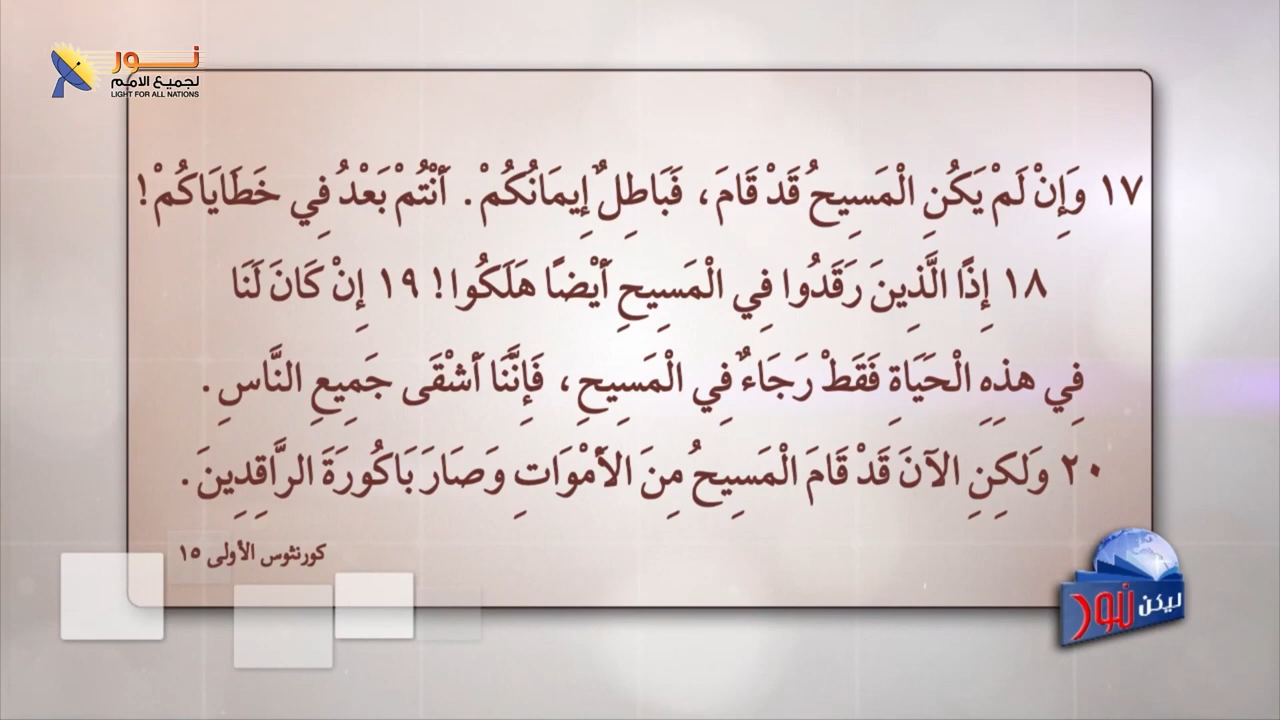 نور
لجميع الامم
LIGHT FOR ALL NATIONS
١٧ وَإِنْ لَمْ يَكُنِ الْمَسِيحُ قَدْ قَامَ، فَبَاطِلٌ إِيمَانُكُمْ. أَنْتُمْ بَعْدُ فِي خَطَايَاكُمْ!
١٨ إِذًا الَّذِينَ رَقَدُوا فِي الْمَسِيحِ أَيْضًا هَلَكُوا! ١٩ إِنْ كَانَ لَنَا
فِي هذِهِ الْحَيَاةِ فَقَطْ رَجَاءٌ فِي الْمَسِيحِ، فَإِنَّنَا أَشْقَى جَمِيعِ النَّاسِ.
٢٠ وَلكِنِ الآنَ قَدْ قَامَ الْمَسِيحُ مِنَ الأَمْوَاتِ وَصَارَ بَاكُورَةَ الرَّاقِدِينَ.
كورنثوس الأولى ١٥
ليكن نور